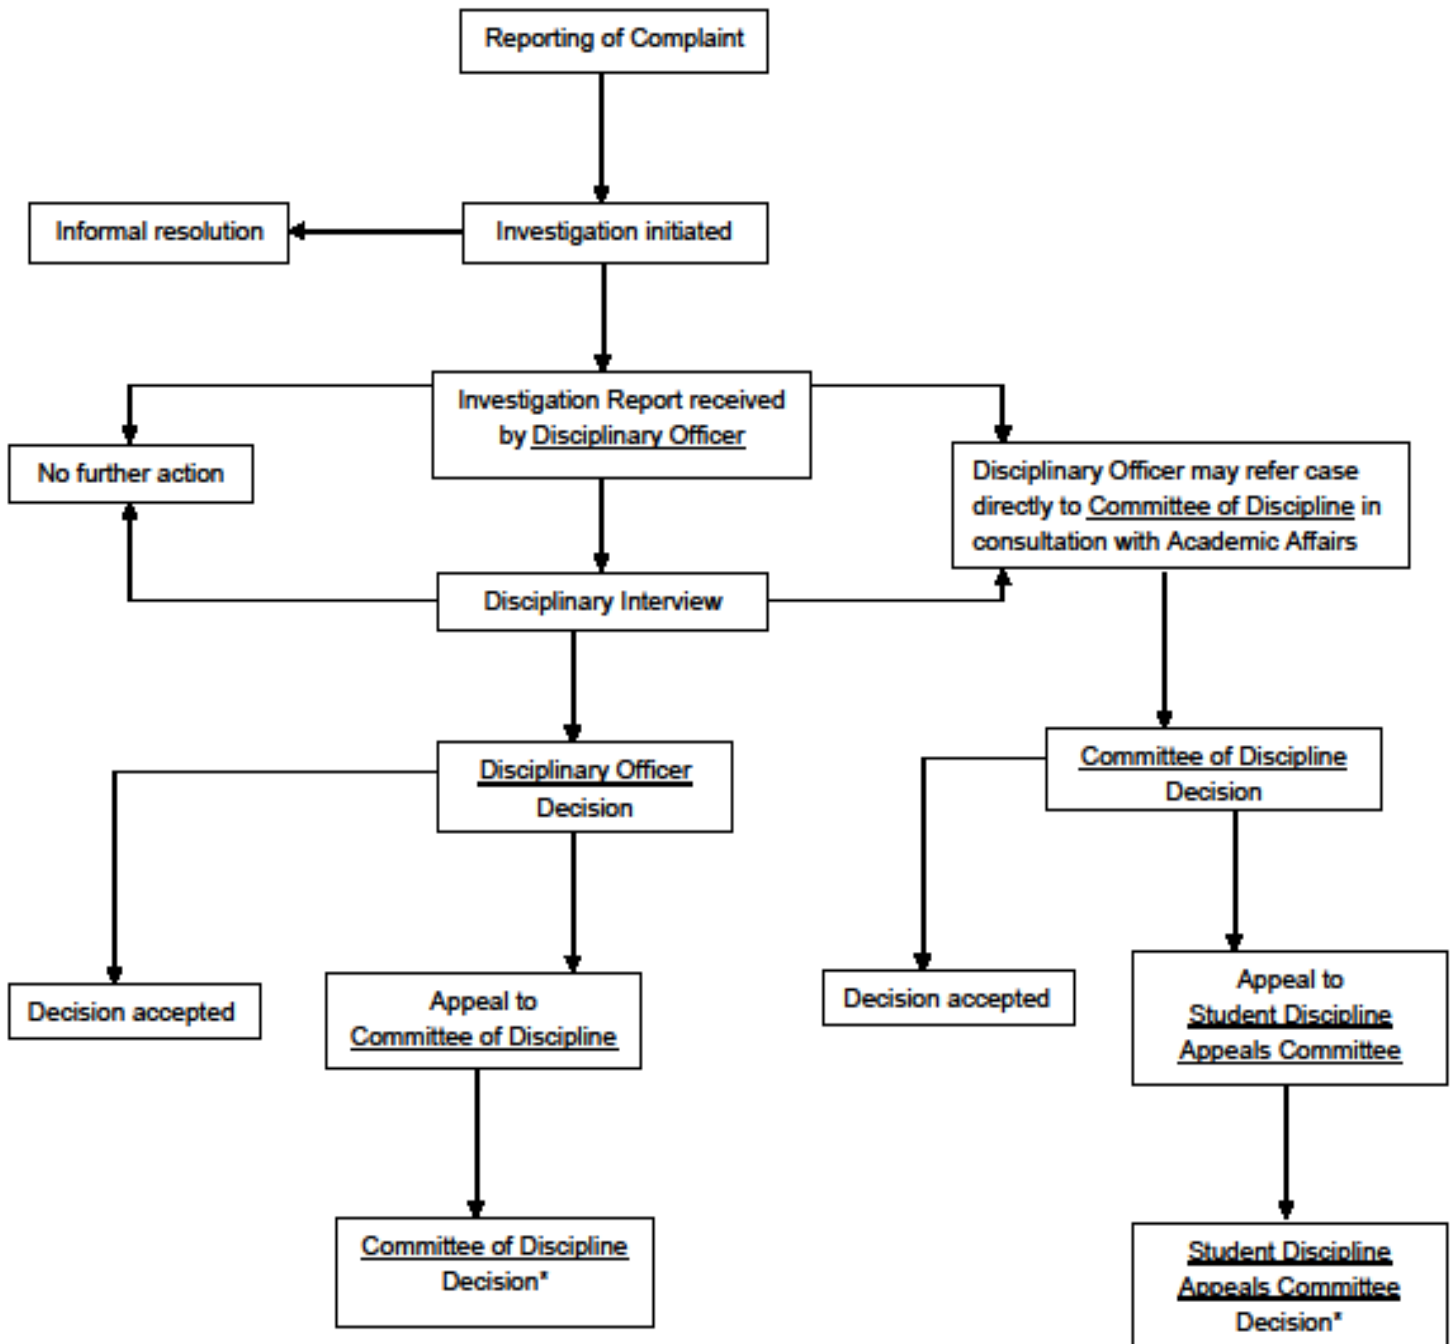 Reporting of Complaint
Informal resolution
Investigation initiated
Investigation Report received
by Disciplinary Officer
No further action
Disciplinary Officer may refer case
directly to Committee of Discipline in
consultation with Academic Affairs
Disciplinary Interview
Disciplinary Officer
Decision
Committee of Discipline
Decision
Decision accepted
Appeal to
Committee of Discipline
Decision accepted
Appeal to
Student Discipline
Appeals Committee
Committee of Discipline
Decision*
Student Discipline
Appeals Committee
Decision*